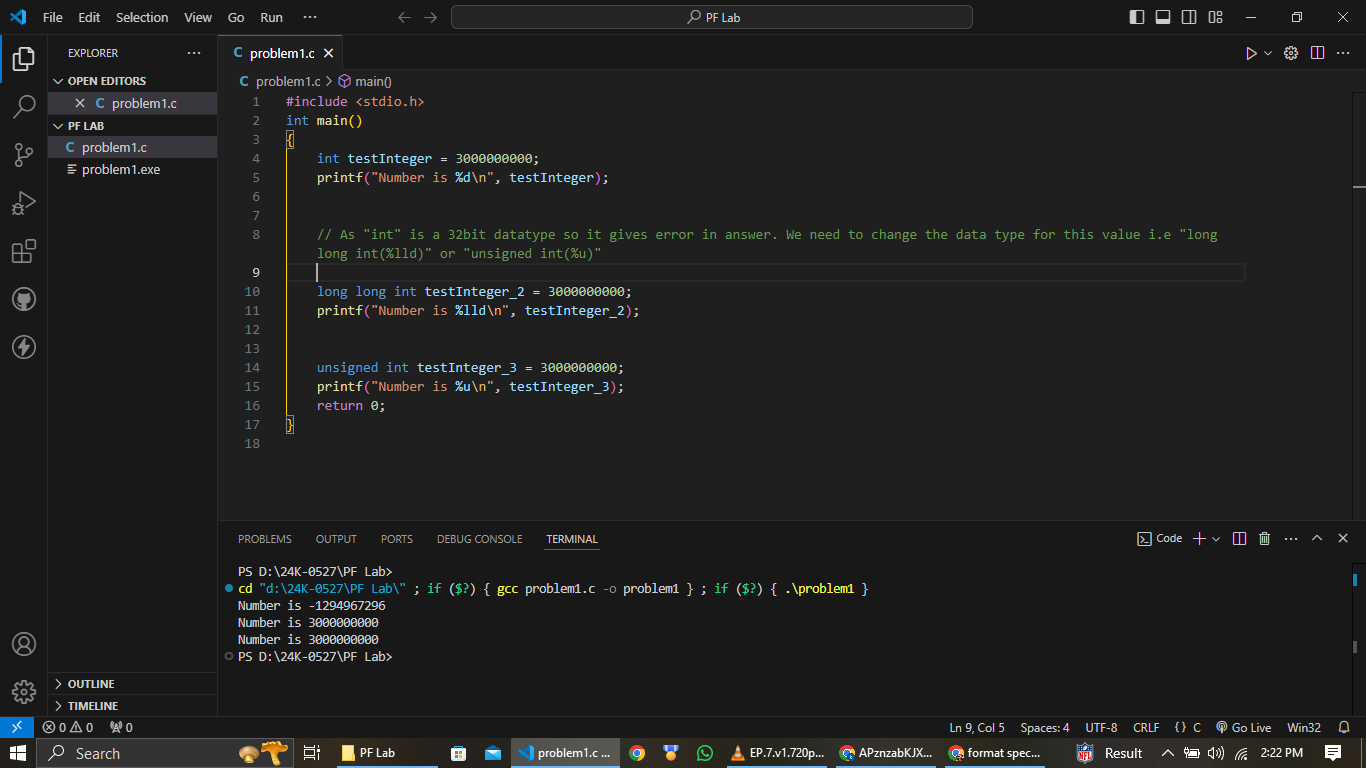 File Edit Selection View Go Run ··· PF Lab
EXPLORER ···
OPEN EDITORS
problem1.c
PF LAB
problem1.c
problem1.exe
OUTLINE
TIMELINE
C problem1.c
C problem1.c > main()
1 #include <stdio.h>
2 int main()
3 {
4     int testInteger = 3000000000;
5     printf("Number is %d\n", testInteger);
6
7
8     // As "int" is a 32bit datatype so it gives error in answer. We need to change the data type for this value i.e "long
long int(%lld)" or "unsigned int(%u)"
9
10     long long int testInteger_2 = 3000000000;
11     printf("Number is %lld\n", testInteger_2);
12
13
14     unsigned int testInteger_3 = 3000000000;
15     printf("Number is %u\n", testInteger_3);
16     return 0;
17 }
18
PROBLEMS OUTPUT PORTS DEBUG CONSOLE TERMINAL Code
PS D:\24K-0527\PF Lab>
cd "d:\24K-0527\PF Lab\" ; if ($?) { gcc problem1.c -o problem1 } ; if ($?) { .\problem1 }
Number is -1294967296
Number is 3000000000
Number is 3000000000
PS D:\24K-0527\PF Lab>
0 0 0 Ln 9, Col 5 Spaces: 4 UTF-8 CRLF {} C Go Live Win32
Search PF Lab problem1.c ... EP.7.v1.720p... APznzabKJX... format spec... NFL Result 2:22 PM